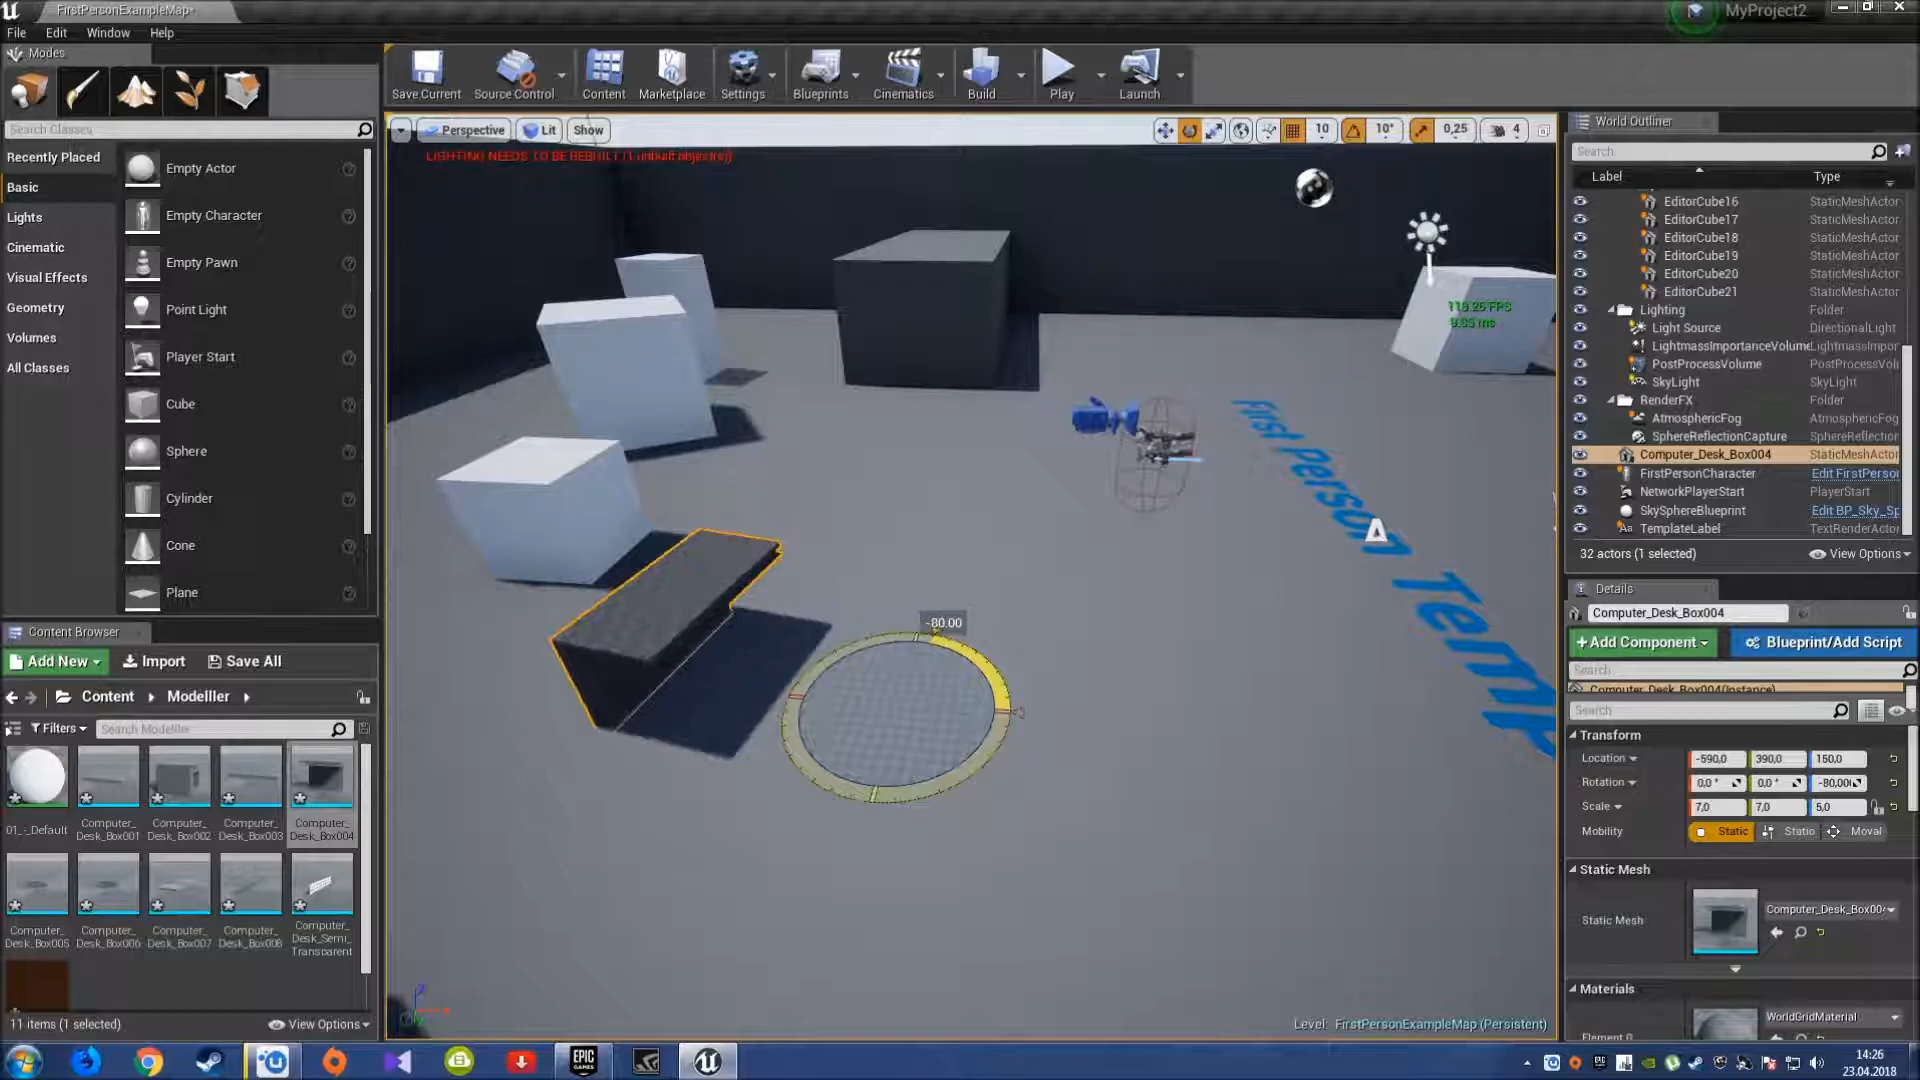 FirstPersonExampleMap*
MyProject2
File Edit Window Help
Modes
Save Current
Source Control
Content
Marketplace
Settings
Blueprints
Cinematics
Build
Play
Launch
Search Classes
Recently Placed
Basic
Lights
Cinematic
Visual Effects
Geometry
Volumes
All Classes
Empty Actor
Empty Character
Empty Pawn
Point Light
Player Start
Cube
Sphere
Cylinder
Cone
Plane
Perspective
Lit
Show
10
10°
0,25
4
LIGHTING NEEDS TO BE REBUILT (1 unbuilt object(s))
118.25 FPS
First Person Temp
-80.00
Level: FirstPersonExampleMap (Persistent)
World Outliner
Search
Label Type
EditorCube16 StaticMeshActor
EditorCube17 StaticMeshActor
EditorCube18 StaticMeshActor
EditorCube19 StaticMeshActor
EditorCube20 StaticMeshActor
EditorCube21 StaticMeshActor
Lighting Folder
Light Source DirectionalLight
LightmassImportanceVolume LightmassImpor
PostProcessVolume PostProcessVolu
SkyLight SkyLight
RenderFX Folder
AtmosphericFog AtmosphericFog
SphereReflectionCapture SphereReflection
Computer_Desk_Box004 StaticMeshActor
FirstPersonCharacter Edit FirstPerso
NetworkPlayerStart PlayerStart
SkySphereBlueprint Edit BP_Sky_Sp
TemplateLabel TextRenderActor
32 actors (1 selected)
View Options
Details
Computer_Desk_Box004
+Add Component
Blueprint/Add Script
Search
Computer_Desk_Box004(Instance)
Search
Transform
Location -590,0 390,0 150,0
Rotation 0,0 ° 0,0 ° -80,00
Scale 7,0 7,0 5,0
Mobility Static Statio Moval
Static Mesh
Static Mesh
Computer_Desk_Box00
Materials
Element 0
WorldGridMaterial
Content Browser
Add New
Import
Save All
Content
Modelller
Filters
Search Modelller
01_-_Default
Computer_Desk_Box001
Computer_Desk_Box002
Computer_Desk_Box003
Computer_Desk_Box004
Computer_Desk_Box005
Computer_Desk_Box006
Computer_Desk_Box007
Computer_Desk_Box008
Computer_Desk_Semi_Transparent
11 items (1 selected)
View Options
EPIC GAMES
14:26
23.04.2018